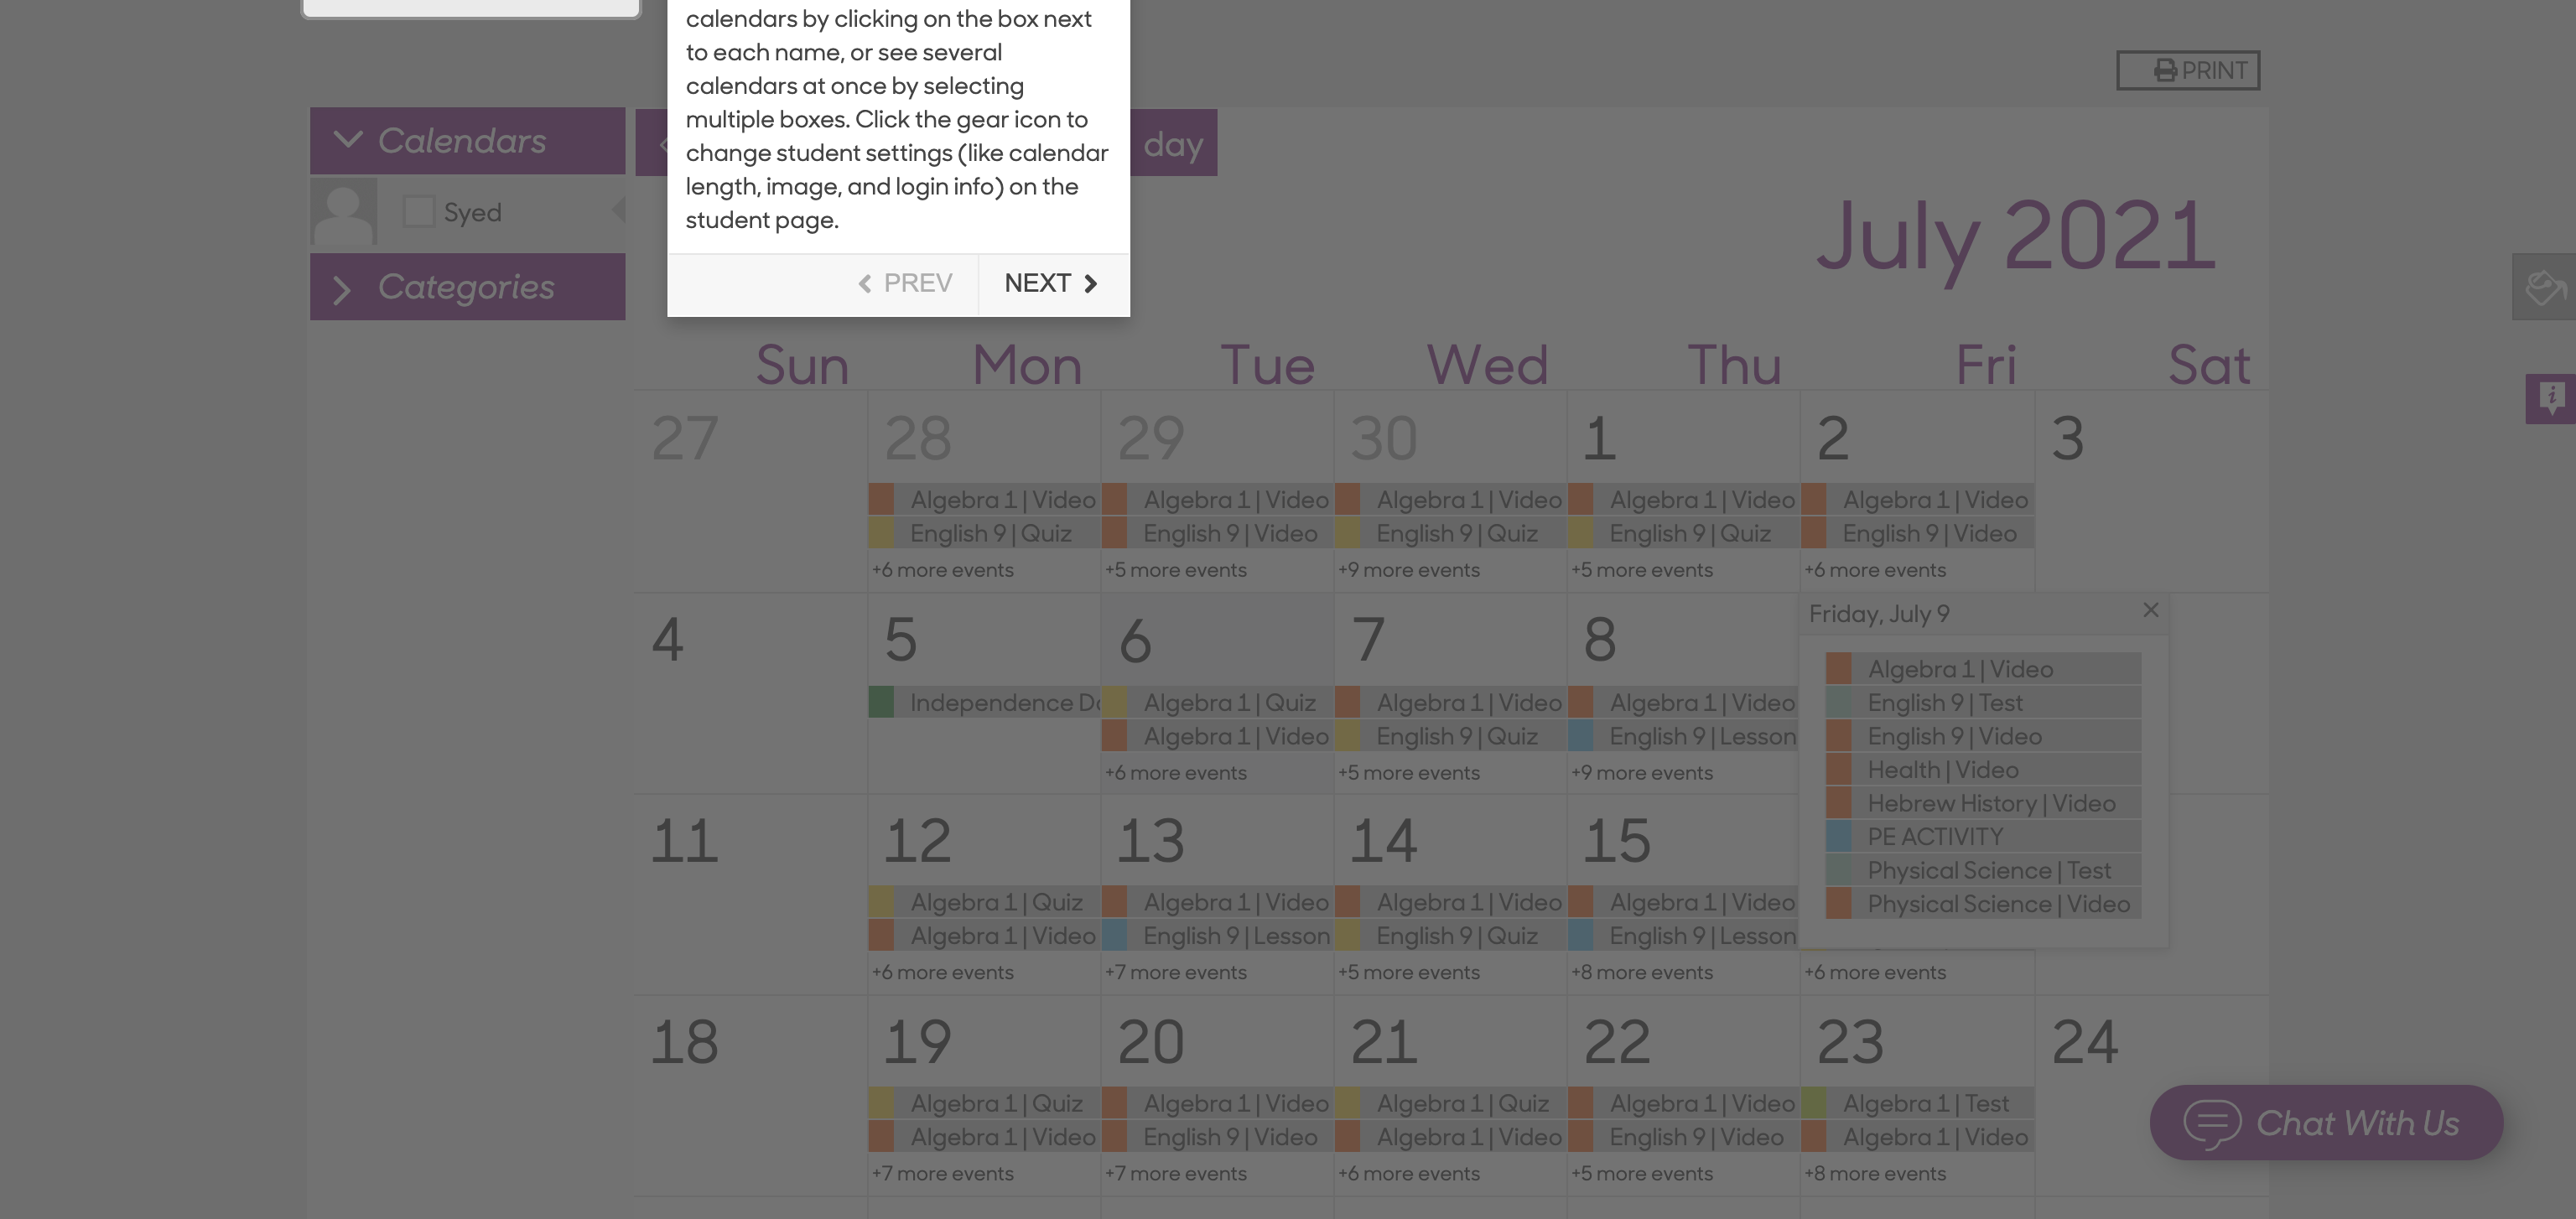 calendars by clicking on the box next
to each name, or see several
calendars at once by selecting
multiple boxes. Click the gear icon to
change student settings (like calendar
length, image, and login info) on the
student page.
PREV NEXT
PRINT
Calendars
Syed
Categories
day
July 2021
Sun Mon Tue Wed Thu Fri Sat
27 28 29 30 1 2 3
Algebra 1 | Video Algebra 1 | Video Algebra 1 | Video Algebra 1 | Video Algebra 1 | Video
English 9 | Quiz English 9 | Video English 9 | Quiz English 9 | Quiz English 9 | Video
+6 more events +5 more events +9 more events +5 more events +6 more events
4 5 6 7 8
Independence Algebra 1 | Quiz Algebra 1 | Video Algebra 1 | Video
Algebra 1 | Video English 9 | Quiz English 9 | Lesson
+6 more events +5 more events +9 more events
Friday, July 9
Algebra 1 | Video
English 9 | Test
English 9 | Video
Health | Video
Hebrew History | Video
PE ACTIVITY
Physical Science | Test
Physical Science | Video
11 12 13 14 15
Algebra 1 | Quiz Algebra 1 | Video Algebra 1 | Video Algebra 1 | Video
Algebra 1 | Video English 9 | Lesson English 9 | Quiz English 9 | Lesson
+6 more events +7 more events +5 more events +8 more events +6 more events
18 19 20 21 22 23 24
Algebra 1 | Quiz Algebra 1 | Video Algebra 1 | Quiz Algebra 1 | Video Algebra 1 | Test
Algebra 1 | Video English 9 | Video Algebra 1 | Video English 9 | Video Algebra 1 | Video
+7 more events +7 more events +6 more events +5 more events +8 more events
Chat With Us